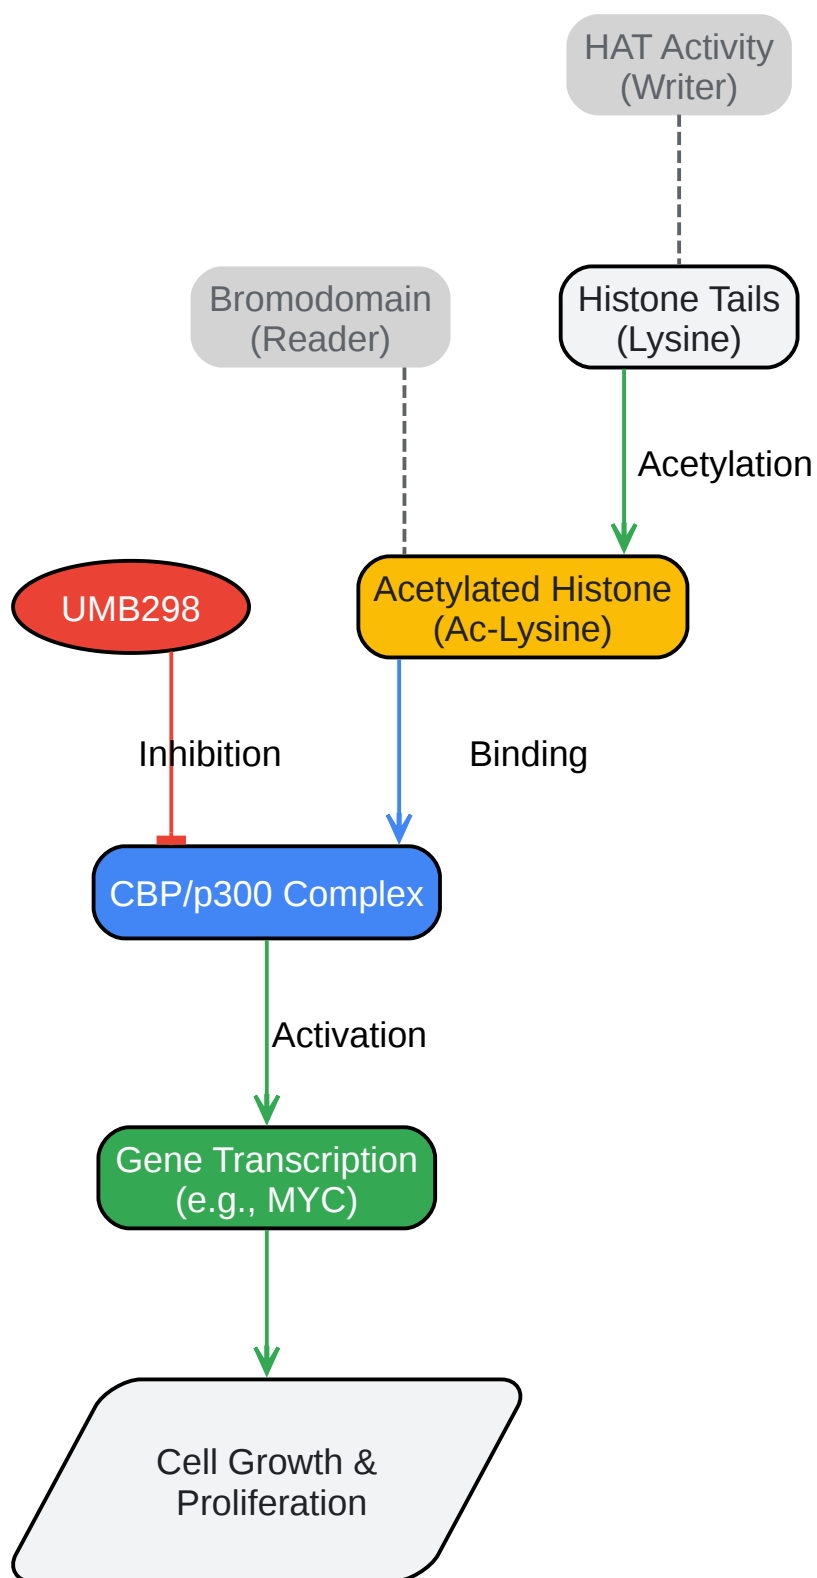 HAT Activity
(Writer)
Bromodomain
(Reader)
Histone Tails
(Lysine)
Acetylation
UMB298
Acetylated Histone
(Ac-Lysine)
Inhibition
Binding
CBP/p300 Complex
Activation
Gene Transcription
(e.g., MYC)
Cell Growth &
Proliferation